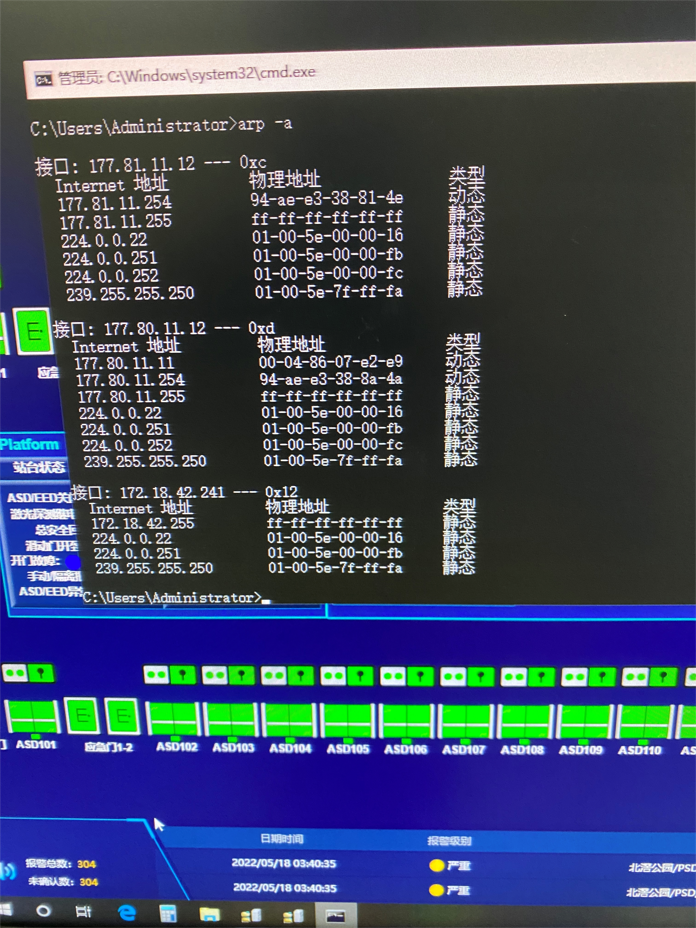 管理员: C:\Windows\system32\cmd.exe
C:\Users\Administrator>arp -a
接口: 177.81.11.12 --- 0xc
Internet 地址 物理地址 类型
177.81.11.254 94-ae-e3-38-81-4e 动态
177.81.11.255 ff-ff-ff-ff-ff-ff 静态
224.0.0.22 01-00-5e-00-00-16 静态
224.0.0.251 01-00-5e-00-00-fb 静态
224.0.0.252 01-00-5e-00-00-fc 静态
239.255.255.250 01-00-5e-7f-ff-fa 静态
接口: 177.80.11.12 --- 0xd
Internet 地址 物理地址 类型
177.80.11.11 00-04-86-07-e2-e9 动态
177.80.11.254 94-ae-e3-38-8a-4a 动态
177.80.11.255 ff-ff-ff-ff-ff-ff 静态
224.0.0.22 01-00-5e-00-00-16 静态
224.0.0.251 01-00-5e-00-00-fb 静态
224.0.0.252 01-00-5e-00-00-fc 静态
239.255.255.250 01-00-5e-7f-ff-fa 静态
接口: 172.18.42.241 --- 0x12
Internet 地址 物理地址 类型
172.18.42.255 ff-ff-ff-ff-ff-ff 静态
224.0.0.22 01-00-5e-00-00-16 静态
224.0.0.251 01-00-5e-00-00-fb 静态
239.255.255.250 01-00-5e-7f-ff-fa 静态
C:\Users\Administrator>
E
应急
Platform
站台状态
ASD/EED关
总安全回
滑动门开到
开门故障:
手动/隔离
ASD/EED异常
E E
ASD101 应急门1-2 ASD102 ASD103 ASD104 ASD105 ASD106 ASD107 ASD108 ASD109 ASD110 AS
日期时间 报警级别
报警总数: 304 2022/05/18 03:40:35 严重 北滘公园/PSD
未确认数: 304 2022/05/18 03:40:35 严重 北滘公园/PSD